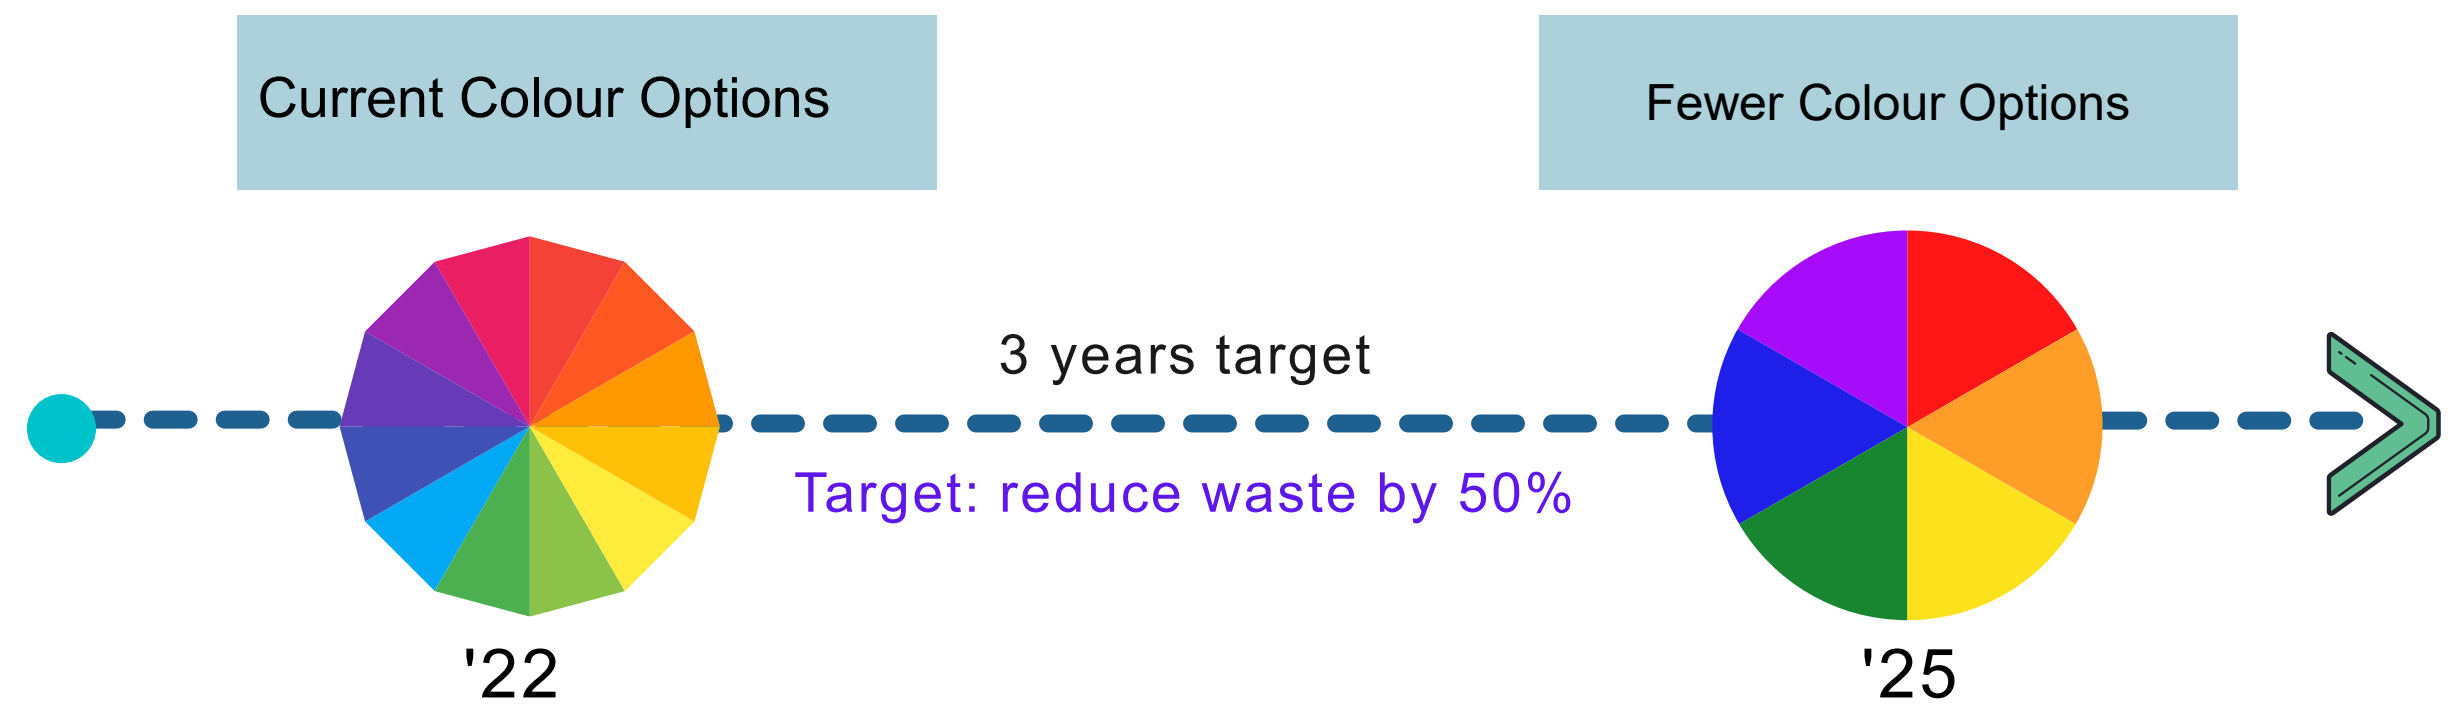 Current Colour Options
Fewer Colour Options
3 years target
Target: reduce waste by 50%
'22
'25